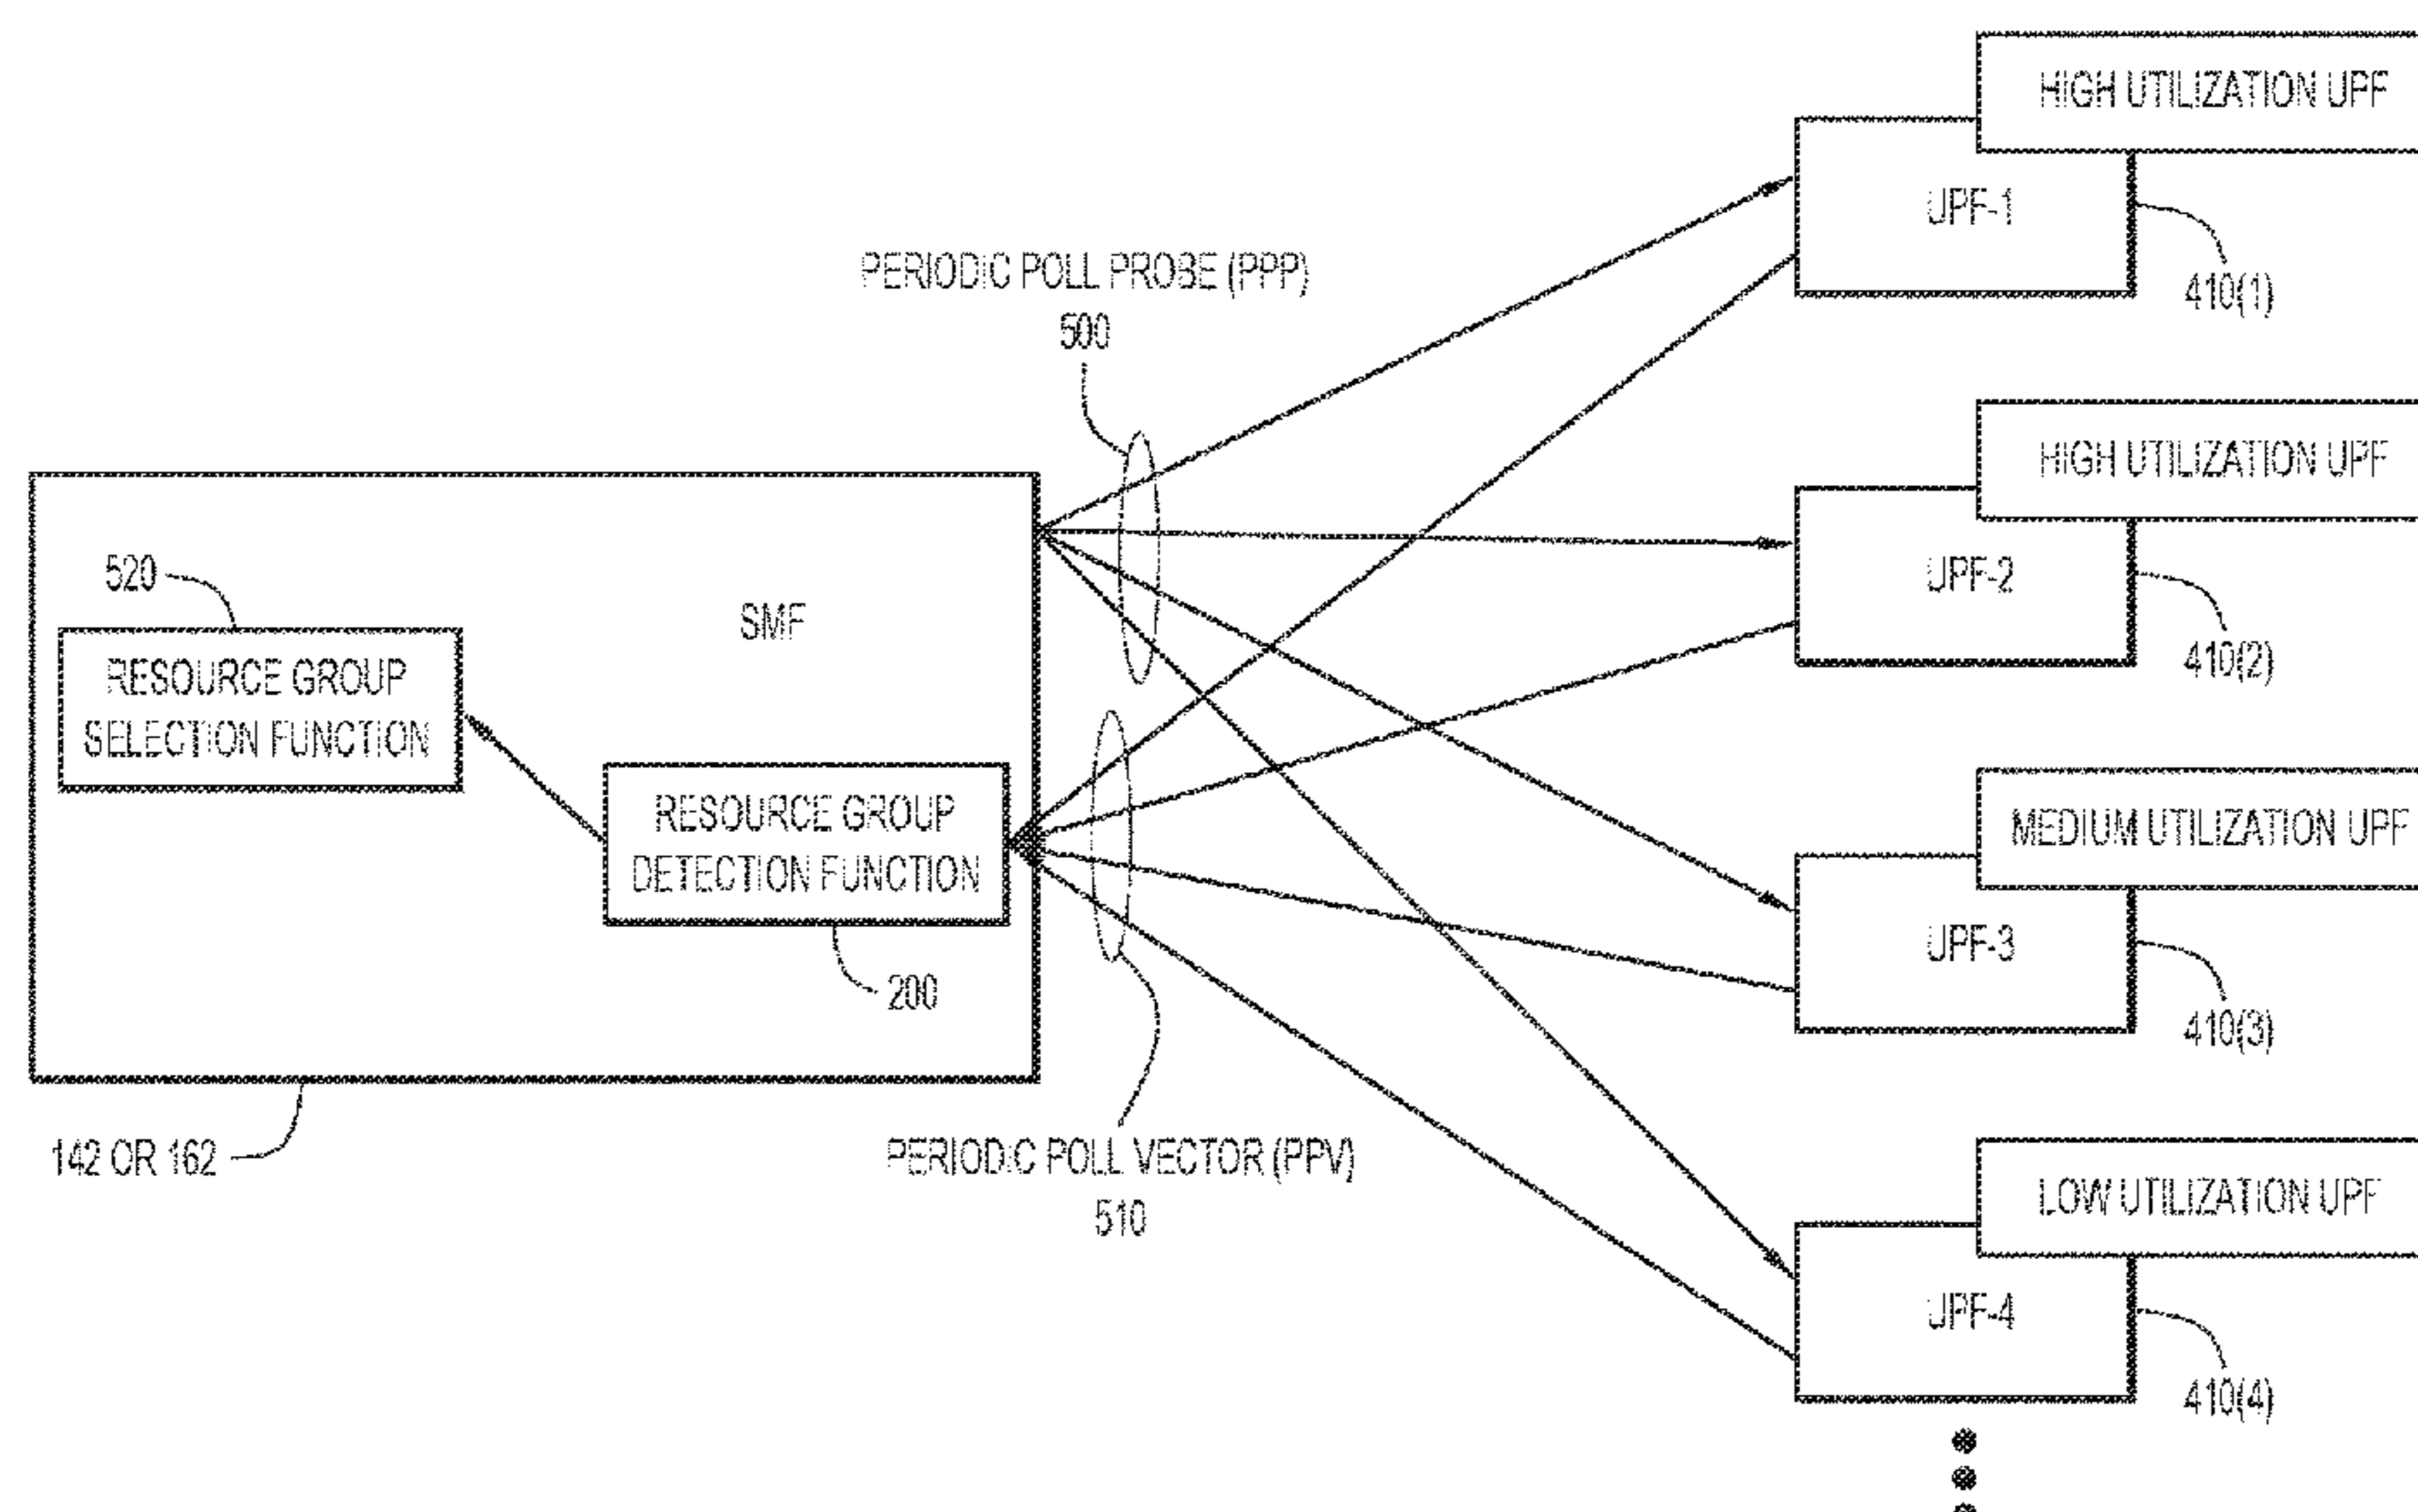 HIGH UTILIZATION UPF
UPF-1
410(1)
PERIODIC POLL PROBE (PPP)
500
HIGH UTILIZATION UPF
UPF-2
410(2)
520
SMF
RESOURCE GROUP
SELECTION FUNCTION
RESOURCE GROUP
DETECTION FUNCTION
200
MEDIUM UTILIZATION UPF
UPF-3
410(3)
142 OR 162
PERIODIC POLL VECTOR (PPV)
510
LOW UTILIZATION UPF
UPF-4
410(4)